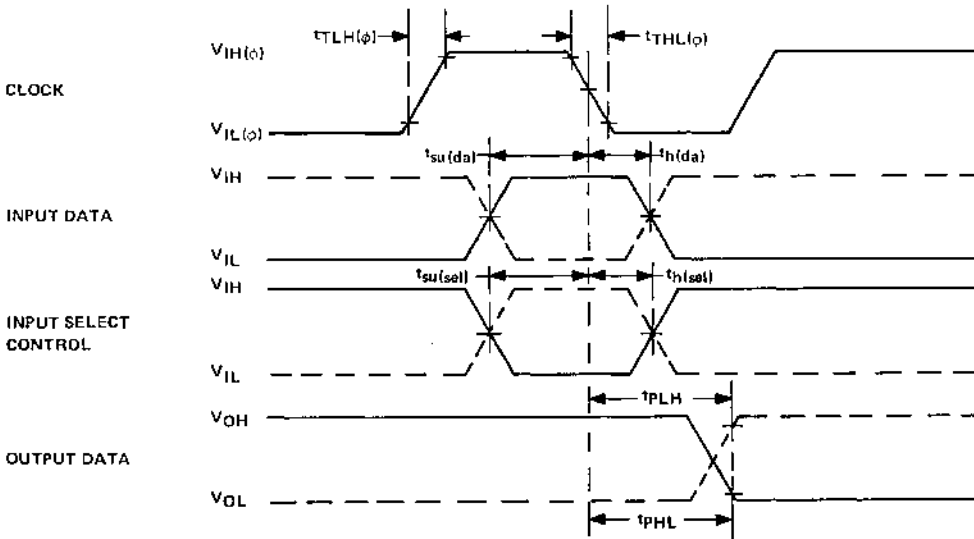 tTLH(φ)
tTHL(φ)
VIH(φ)
CLOCK
VIL(φ)
tsu(da)
th(da)
VIH
INPUT DATA
VIL
tsu(sel)
th(sel)
VIH
INPUT SELECT
CONTROL
VIL
tPLH
VOH
OUTPUT DATA
VOL
tPHL